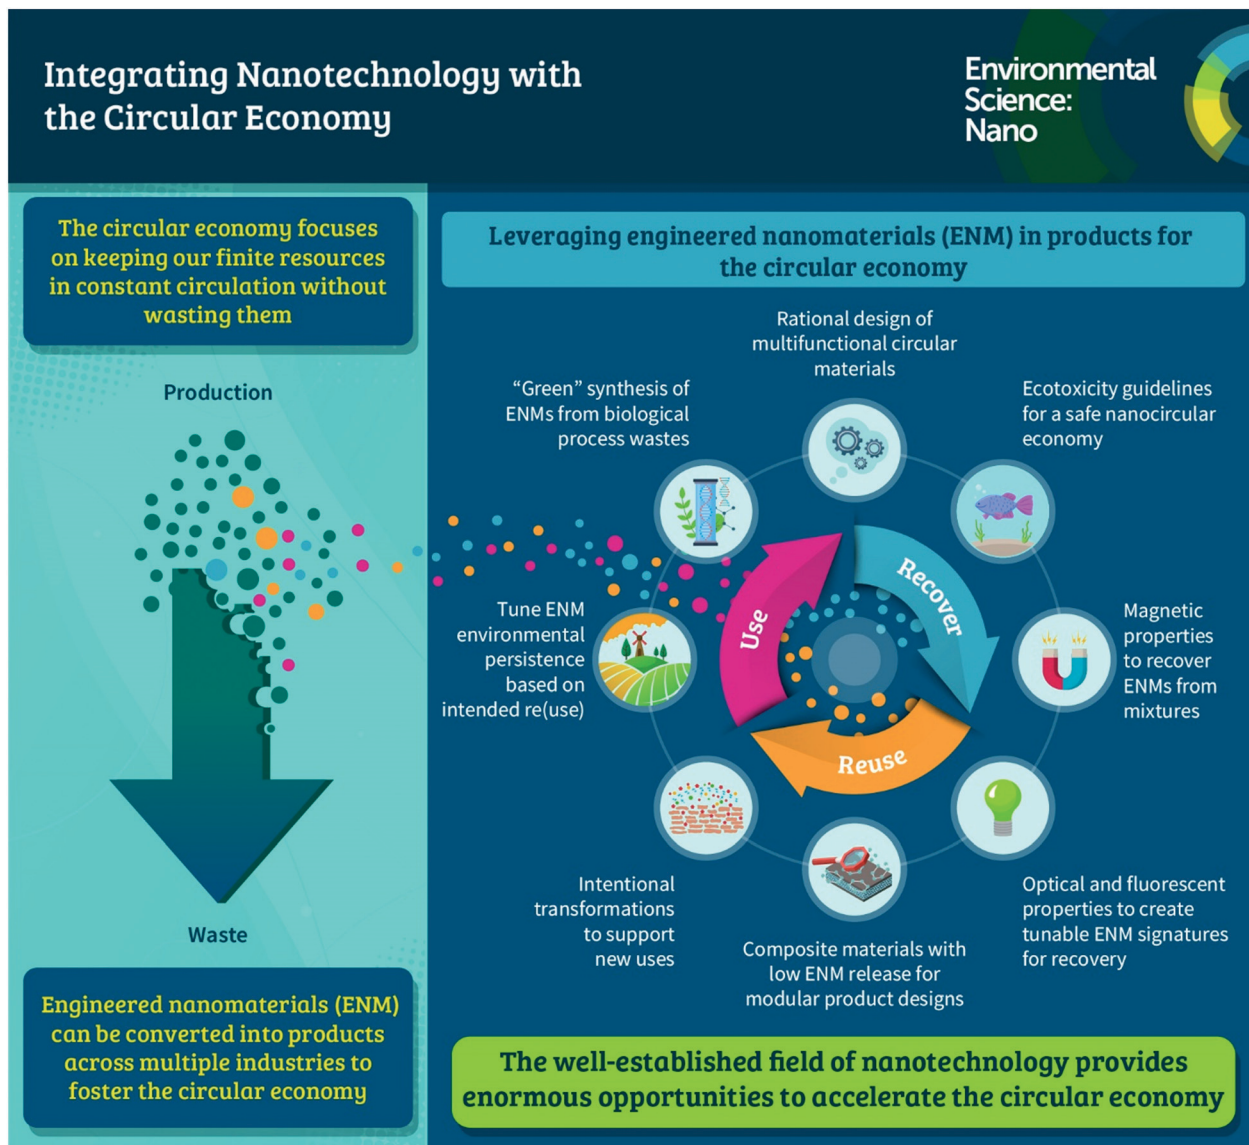 Integrating Nanotechnology with
the Circular Economy
Environmental
Science:
Nano
The circular economy focuses
on keeping our finite resources
in constant circulation without
wasting them
Production
Waste
Engineered nanomaterials (ENM)
can be converted into products
across multiple industries to
foster the circular economy
Leveraging engineered nanomaterials (ENM) in products for
the circular economy
Rational design of
multifunctional circular
materials
“Green” synthesis of
ENMs from biological
process wastes
Ecotoxicity guidelines
for a safe nanocircular
economy
Use
Recover
Reuse
Tune ENM
environmental
persistence
based on
intended re(use)
Magnetic
properties
to recover
ENMs from
mixtures
Intentional
transformations
to support
new uses
Composite materials with
low ENM release for
modular product designs
Optical and fluorescent
properties to create
tunable ENM signatures
for recovery
The well-established field of nanotechnology provides
enormous opportunities to accelerate the circular economy